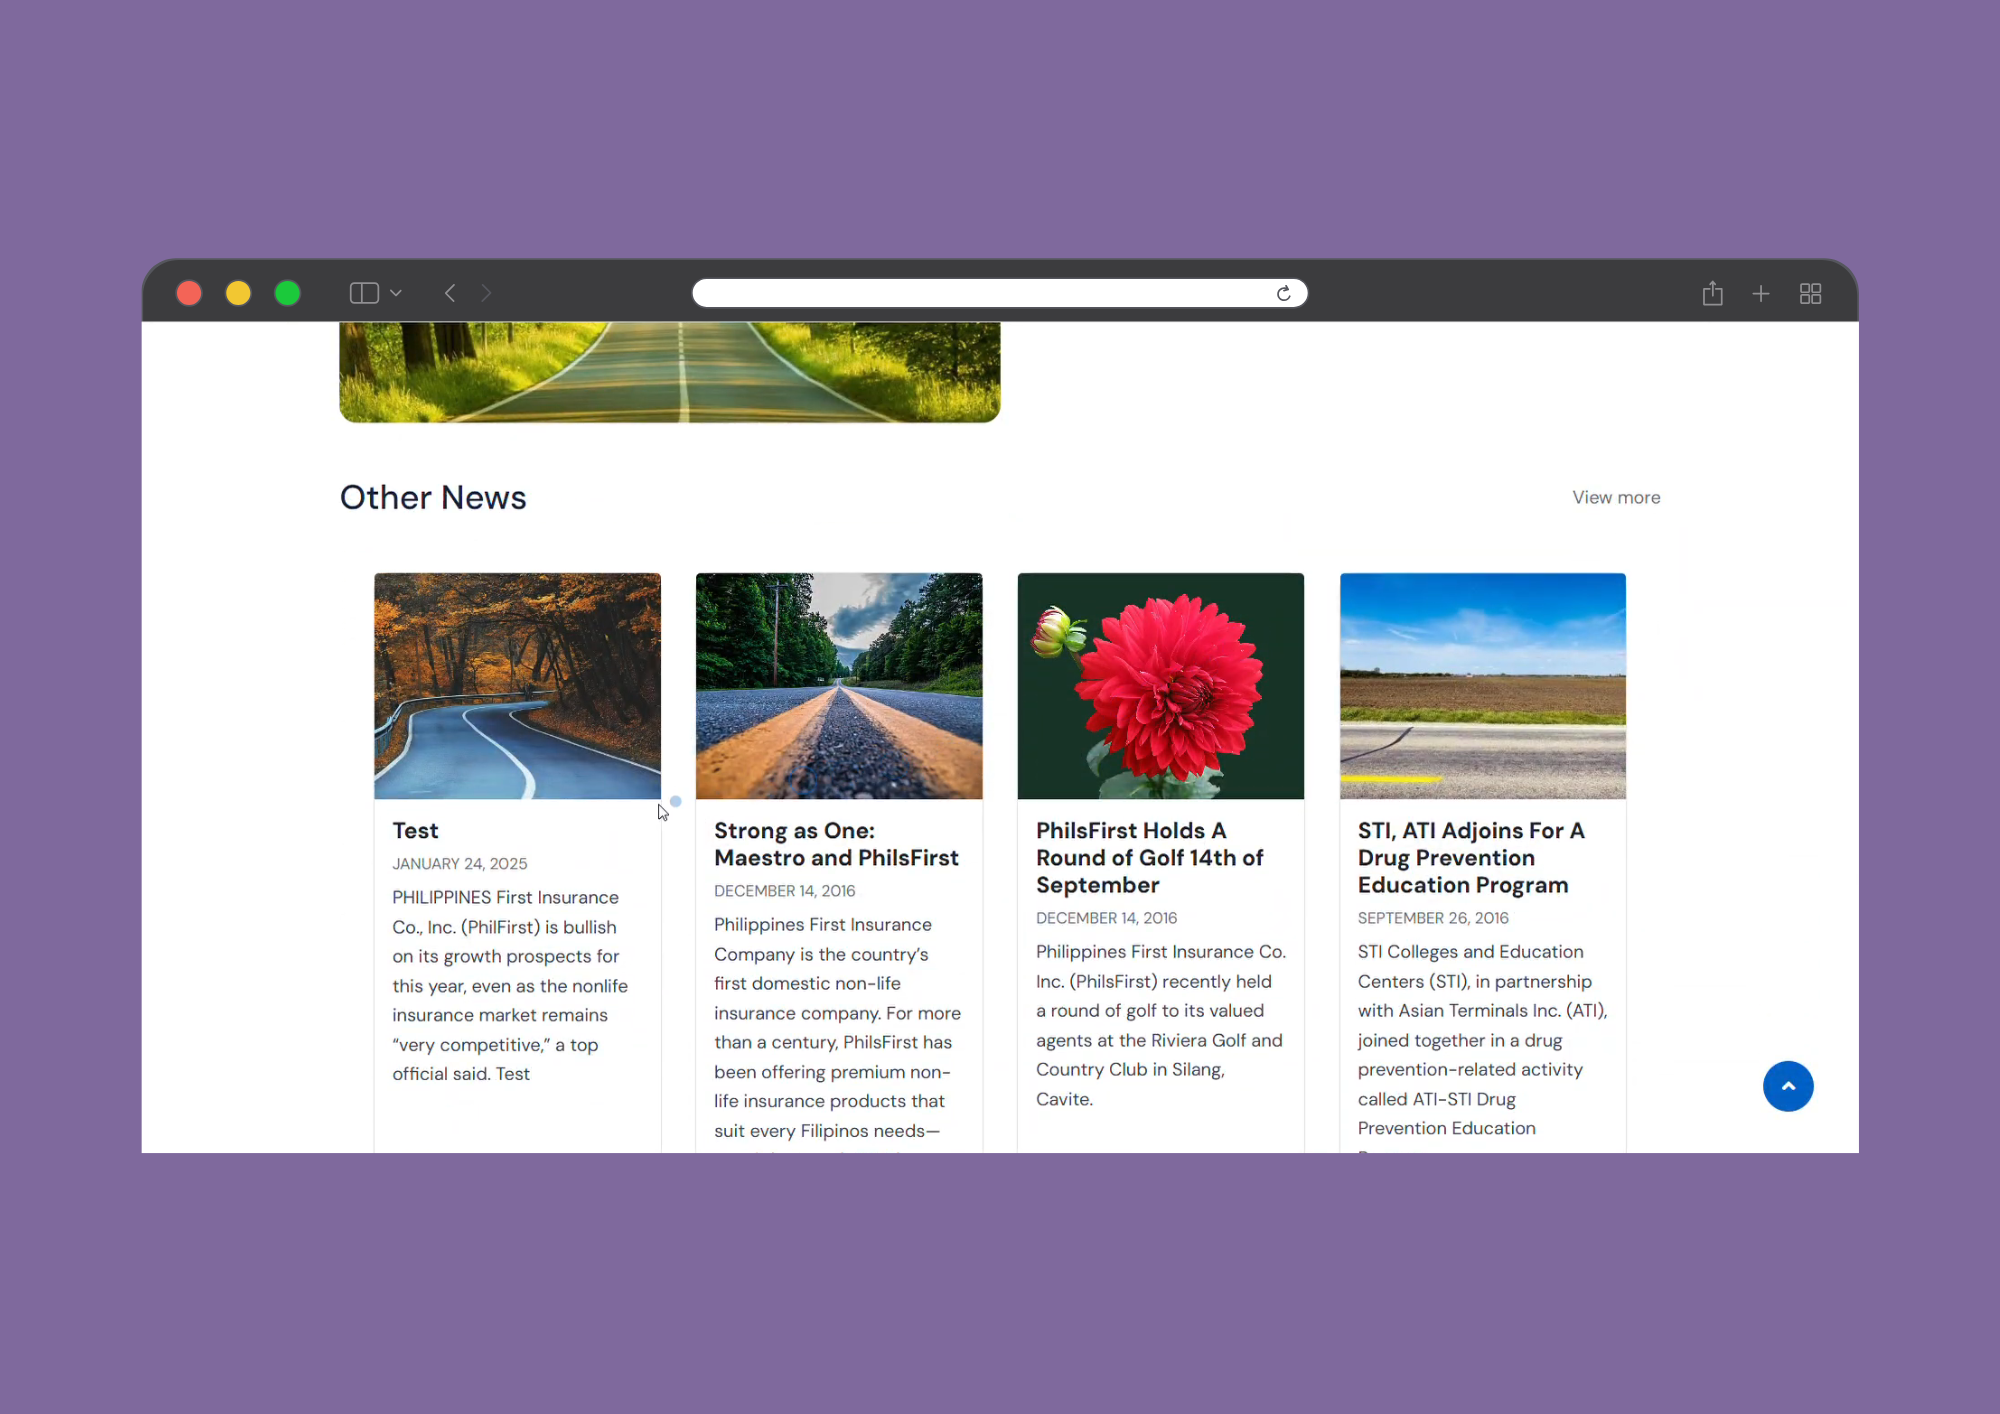 Other News
View more
Test
JANUARY 24, 2025
PHILIPPINES First Insurance
Co., Inc. (PhilFirst) is bullish
on its growth prospects for
this year, even as the nonlife
insurance market remains
“very competitive,” a top
official said. Test
Strong as One:
Maestro and PhilsFirst
DECEMBER 14, 2016
Philippines First Insurance
Company is the country’s
first domestic non-life
insurance company. For more
than a century, PhilsFirst has
been offering premium non-
life insurance products that
suit every Filipinos needs—
PhilsFirst Holds A
Round of Golf 14th of
September
DECEMBER 14, 2016
Philippines First Insurance Co.
Inc. (PhilsFirst) recently held
a round of golf to its valued
agents at the Riviera Golf and
Country Club in Silang,
Cavite.
STI, ATI Adjoins For A
Drug Prevention
Education Program
SEPTEMBER 26, 2016
STI Colleges and Education
Centers (STI), in partnership
with Asian Terminals Inc. (ATI),
joined together in a drug
prevention-related activity
called ATI-STI Drug
Prevention Education